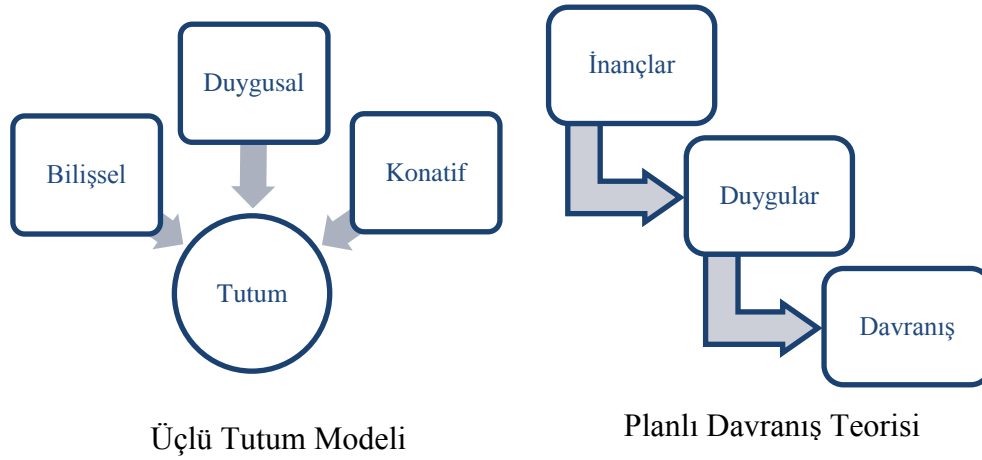 Duygusal
Bilişsel
Konatif
Tutum
Üçlü Tutum Modeli
İnançlar
Duygular
Davranış
Planlı Davranış Teorisi